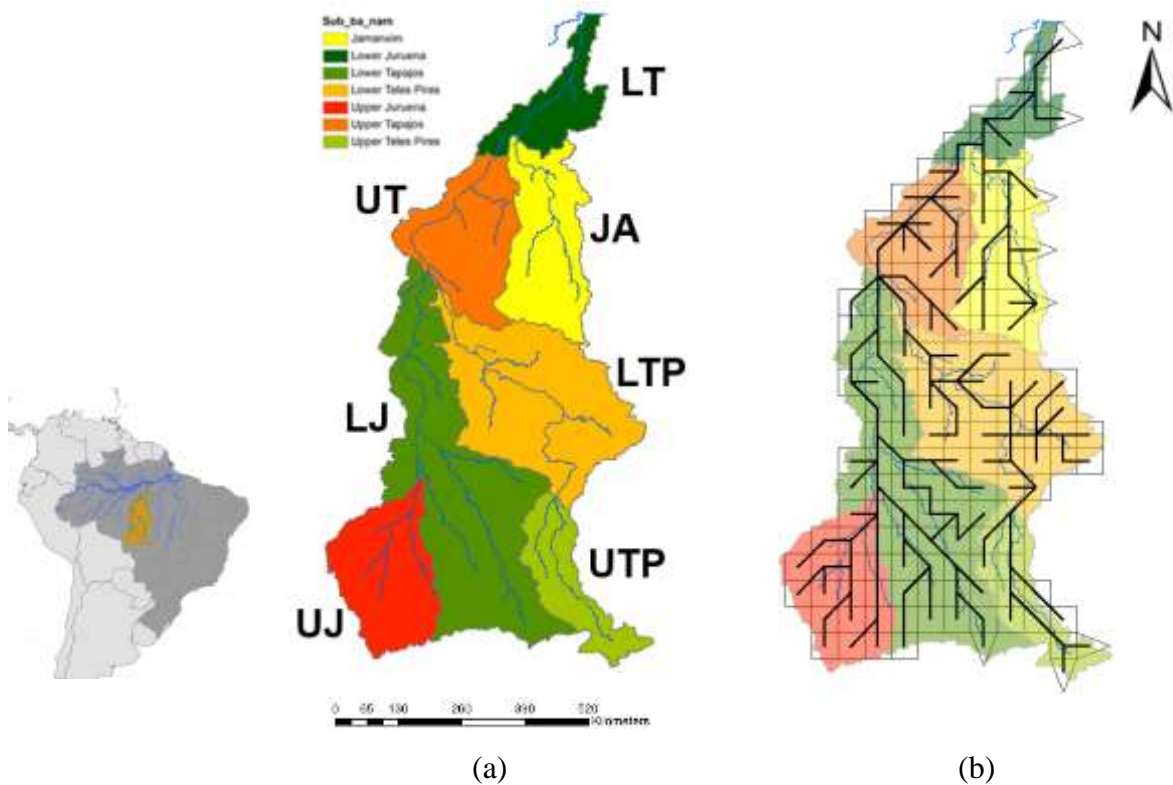 Sub_ba_nam
Jamanxim
Lower Juruena
Lower Tapajos
Lower Teles Pires
Upper Juruena
Upper Tapajos
Upper Teles Pires
LT
UT
JA
LTP
LJ
UTP
UJ
0 65 130 260 390 520
Kilometers
N
(a)
(b)